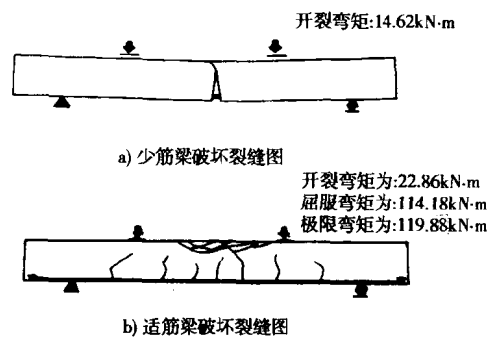 开裂弯矩:14.62kN·m
a) 少筋梁破坏裂缝图
开裂弯矩为:22.86kN·m
屈服弯矩为:114.18kN·m
极限弯矩为:119.88kN·m
b) 适筋梁破坏裂缝图